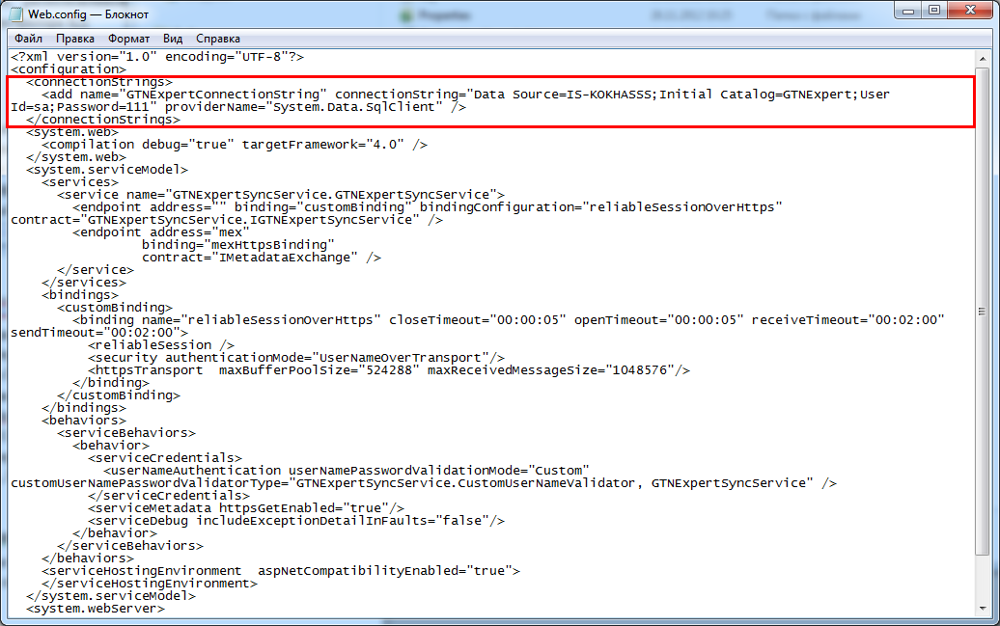 Web.config — Блокнот
Файл Правка Формат Вид Справка
<?xml version="1.0" encoding="UTF-8"?>
<configuration>
  <connectionStrings>
    <add name="GTNExpertConnectionString" connectionString="Data Source=IS-KOKHASSS;Initial Catalog=GTNExpert;User
Id=sa;Password=111" providerName="System.Data.SqlClient" />
  </connectionStrings>
  <system.web>
    <compilation debug="true" targetFramework="4.0" />
  </system.web>
  <system.serviceModel>
    <services>
      <service name="GTNExpertSyncService.GTNExpertSyncService">
        <endpoint address="" binding="customBinding" bindingConfiguration="reliableSessionOverHttps"
contract="GTNExpertSyncService.IGTNExpertSyncService" />
        <endpoint address="mex"
                 binding="mexHttpsBinding"
                 contract="IMetadataExchange" />
      </service>
    </services>
    <bindings>
      <customBinding>
        <binding name="reliableSessionOverHttps" closeTimeout="00:00:05" openTimeout="00:00:05" receiveTimeout="00:02:00"
sendTimeout="00:02:00">
          <reliableSession />
          <security authenticationMode="UserNameOverTransport"/>
          <httpsTransport  maxBufferPoolSize="524288" maxReceivedMessageSize="1048576"/>
        </binding>
      </customBinding>
    </bindings>
    <behaviors>
      <serviceBehaviors>
        <behavior>
          <serviceCredentials>
            <userNameAuthentication userNamePasswordValidationMode="Custom"
customUserNamePasswordValidatorType="GTNExpertSyncService.CustomUserNameValidator, GTNExpertSyncService" />
          </serviceCredentials>
          <serviceMetadata httpsGetEnabled="true"/>
          <serviceDebug includeExceptionDetailInFaults="false"/>
        </behavior>
      </serviceBehaviors>
    </behaviors>
    <serviceHostingEnvironment  aspNetCompatibilityEnabled="true">
    </serviceHostingEnvironment>
  </system.serviceModel>
  <system.webServer>